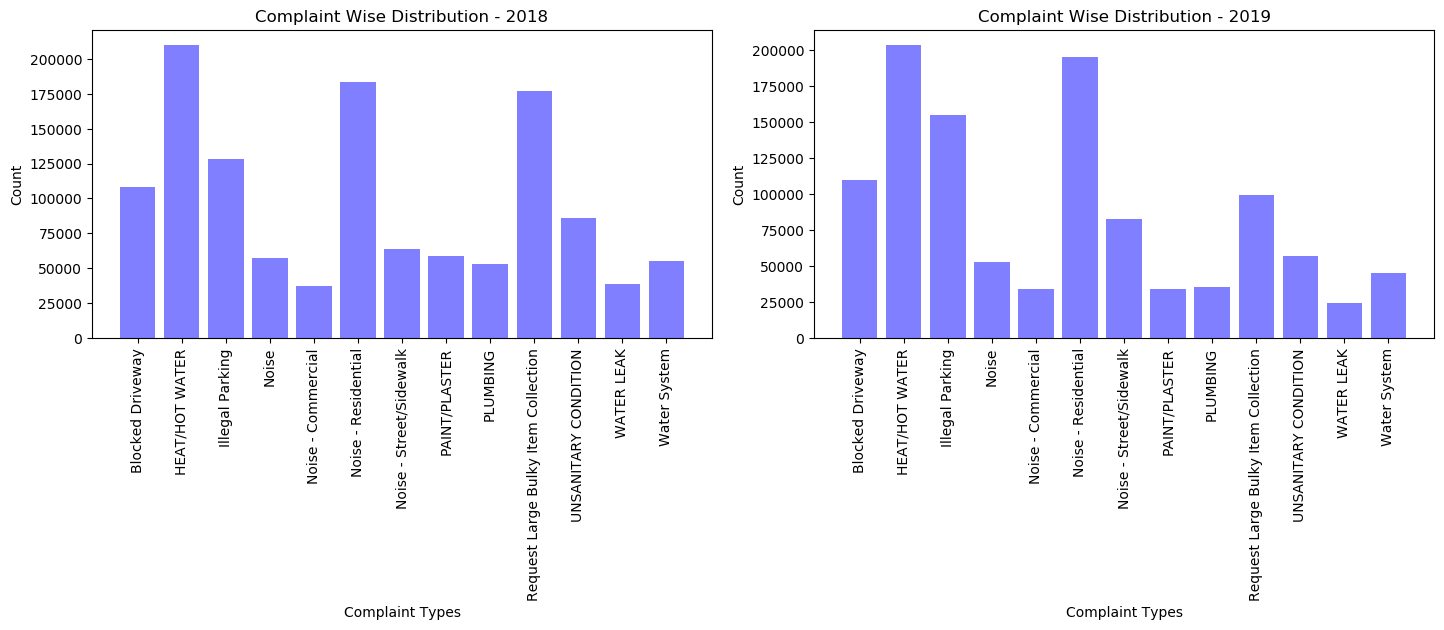 Complaint Wise Distribution - 2018
Count
200000
175000
150000
125000
100000
75000
50000
25000
0
Blocked Driveway
HEAT/HOT WATER
Illegal Parking
Noise
Noise - Commercial
Noise - Residential
Noise - Street/Sidewalk
PAINT/PLASTER
PLUMBING
Request Large Bulky Item Collection
UNSANITARY CONDITION
WATER LEAK
Water System
Complaint Types
Complaint Wise Distribution - 2019
Count
200000
175000
150000
125000
100000
75000
50000
25000
0
Blocked Driveway
HEAT/HOT WATER
Illegal Parking
Noise
Noise - Commercial
Noise - Residential
Noise - Street/Sidewalk
PAINT/PLASTER
PLUMBING
Request Large Bulky Item Collection
UNSANITARY CONDITION
WATER LEAK
Water System
Complaint Types